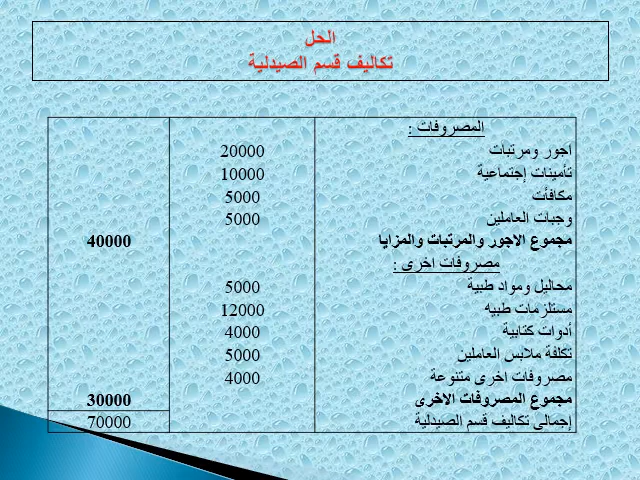 الحل
تكاليف قسم الصيدلية
المصروفات :
اجور ومرتبات 20000
تأمينات إجتماعية 10000
مكافأت 5000
وجبات العاملين 5000
مجموع الاجور والمرتبات والمزايا 40000
مصروفات اخرى :
محاليل ومواد طبية 5000
مستلزمات طبيه 12000
أدوات كتابية 4000
تكلفة ملابس العاملين 5000
مصروفات اخرى متنوعة 4000
مجموع المصروفات الاخرى 30000
إجمالى تكاليف قسم الصيدلية 70000